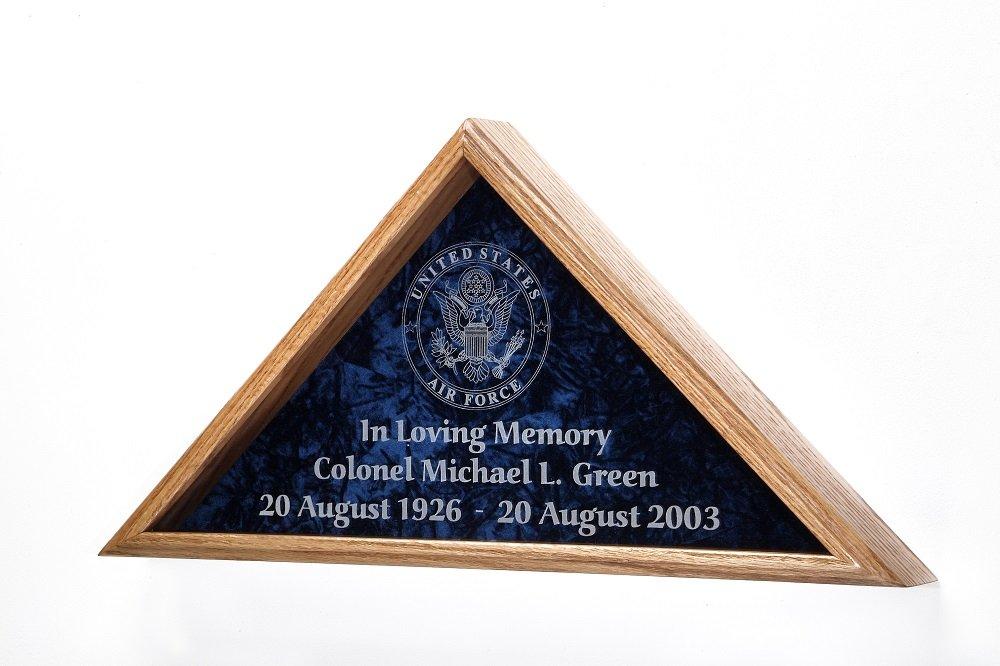 UNITED STATES
AIR FORCE
In Loving Memory
Colonel Michael L. Green
20 August 1926 - 20 August 2003